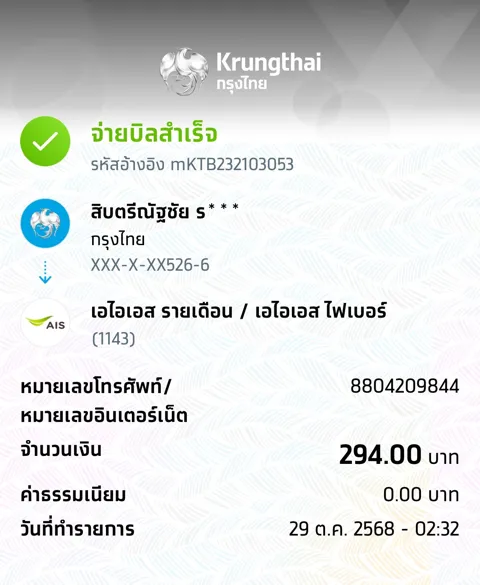 Krungthai
กรุงไทย
จ่ายบิลสำเร็จ
รหัสอ้างอิง mKTB232103053
สิบตรีณัฐชัย ร***
กรุงไทย
XXX-X-XX526-6
AIS
เอไอเอส รายเดือน / เอไอเอส ไฟเบอร์
(1143)
หมายเลขโทรศัพท์/ 8804209844
หมายเลขอินเตอร์เน็ต
จำนวนเงิน 294.00 บาท
ค่าธรรมเนียม 0.00 บาท
วันที่ทำรายการ 29 ต.ค. 2568 - 02:32